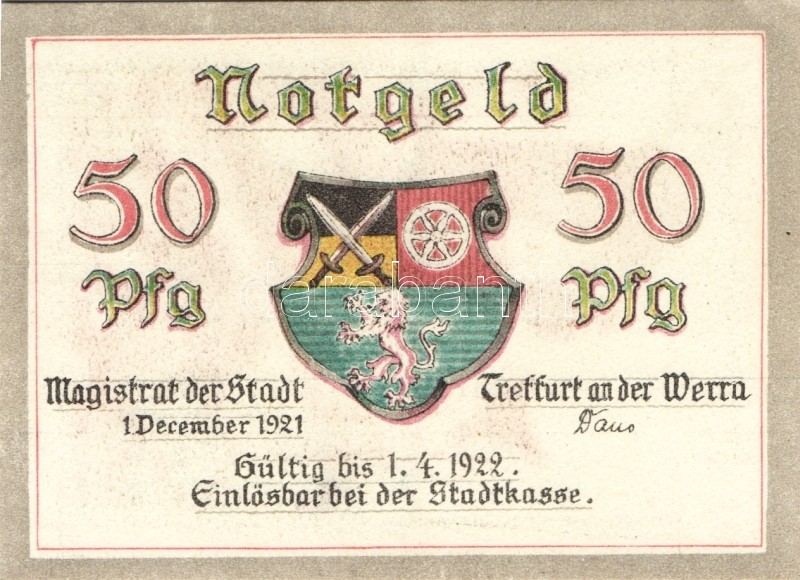 Notgeld
50 50
Pfg Pfg
darabanth
Magistrat der Stadt Treffurt an der Werra
1. December 1921
Gültig bis 1. 4. 1922.
Einlösbar bei der Stadtkasse.